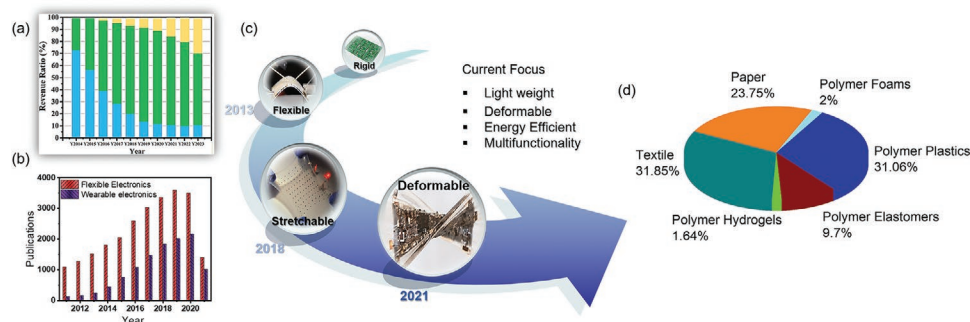 (a)
Revenue Ratio (%)
100
90
80
70
60
50
40
30
20
10
0
Y2014 Y2015 Y2016 Y2017 Y2018 Y2019 Y2020 Y2021 Y2022 Y2023
Year
(b)
Publications
4000
3000
2000
1000
0
Flexible Electronics
Wearable electronics
2012 2014 2016 2018 2020
Year
(c)
Rigid
Flexible
2013
Stretchable
2018
Deformable
2021
Current Focus
▪ Light weight
▪ Deformable
▪ Energy Efficient
▪ Multifunctionality
(d)
Paper
23.75%
Polymer Foams
2%
Polymer Plastics
31.06%
Polymer Elastomers
9.7%
Polymer Hydrogels
1.64%
Textile
31.85%